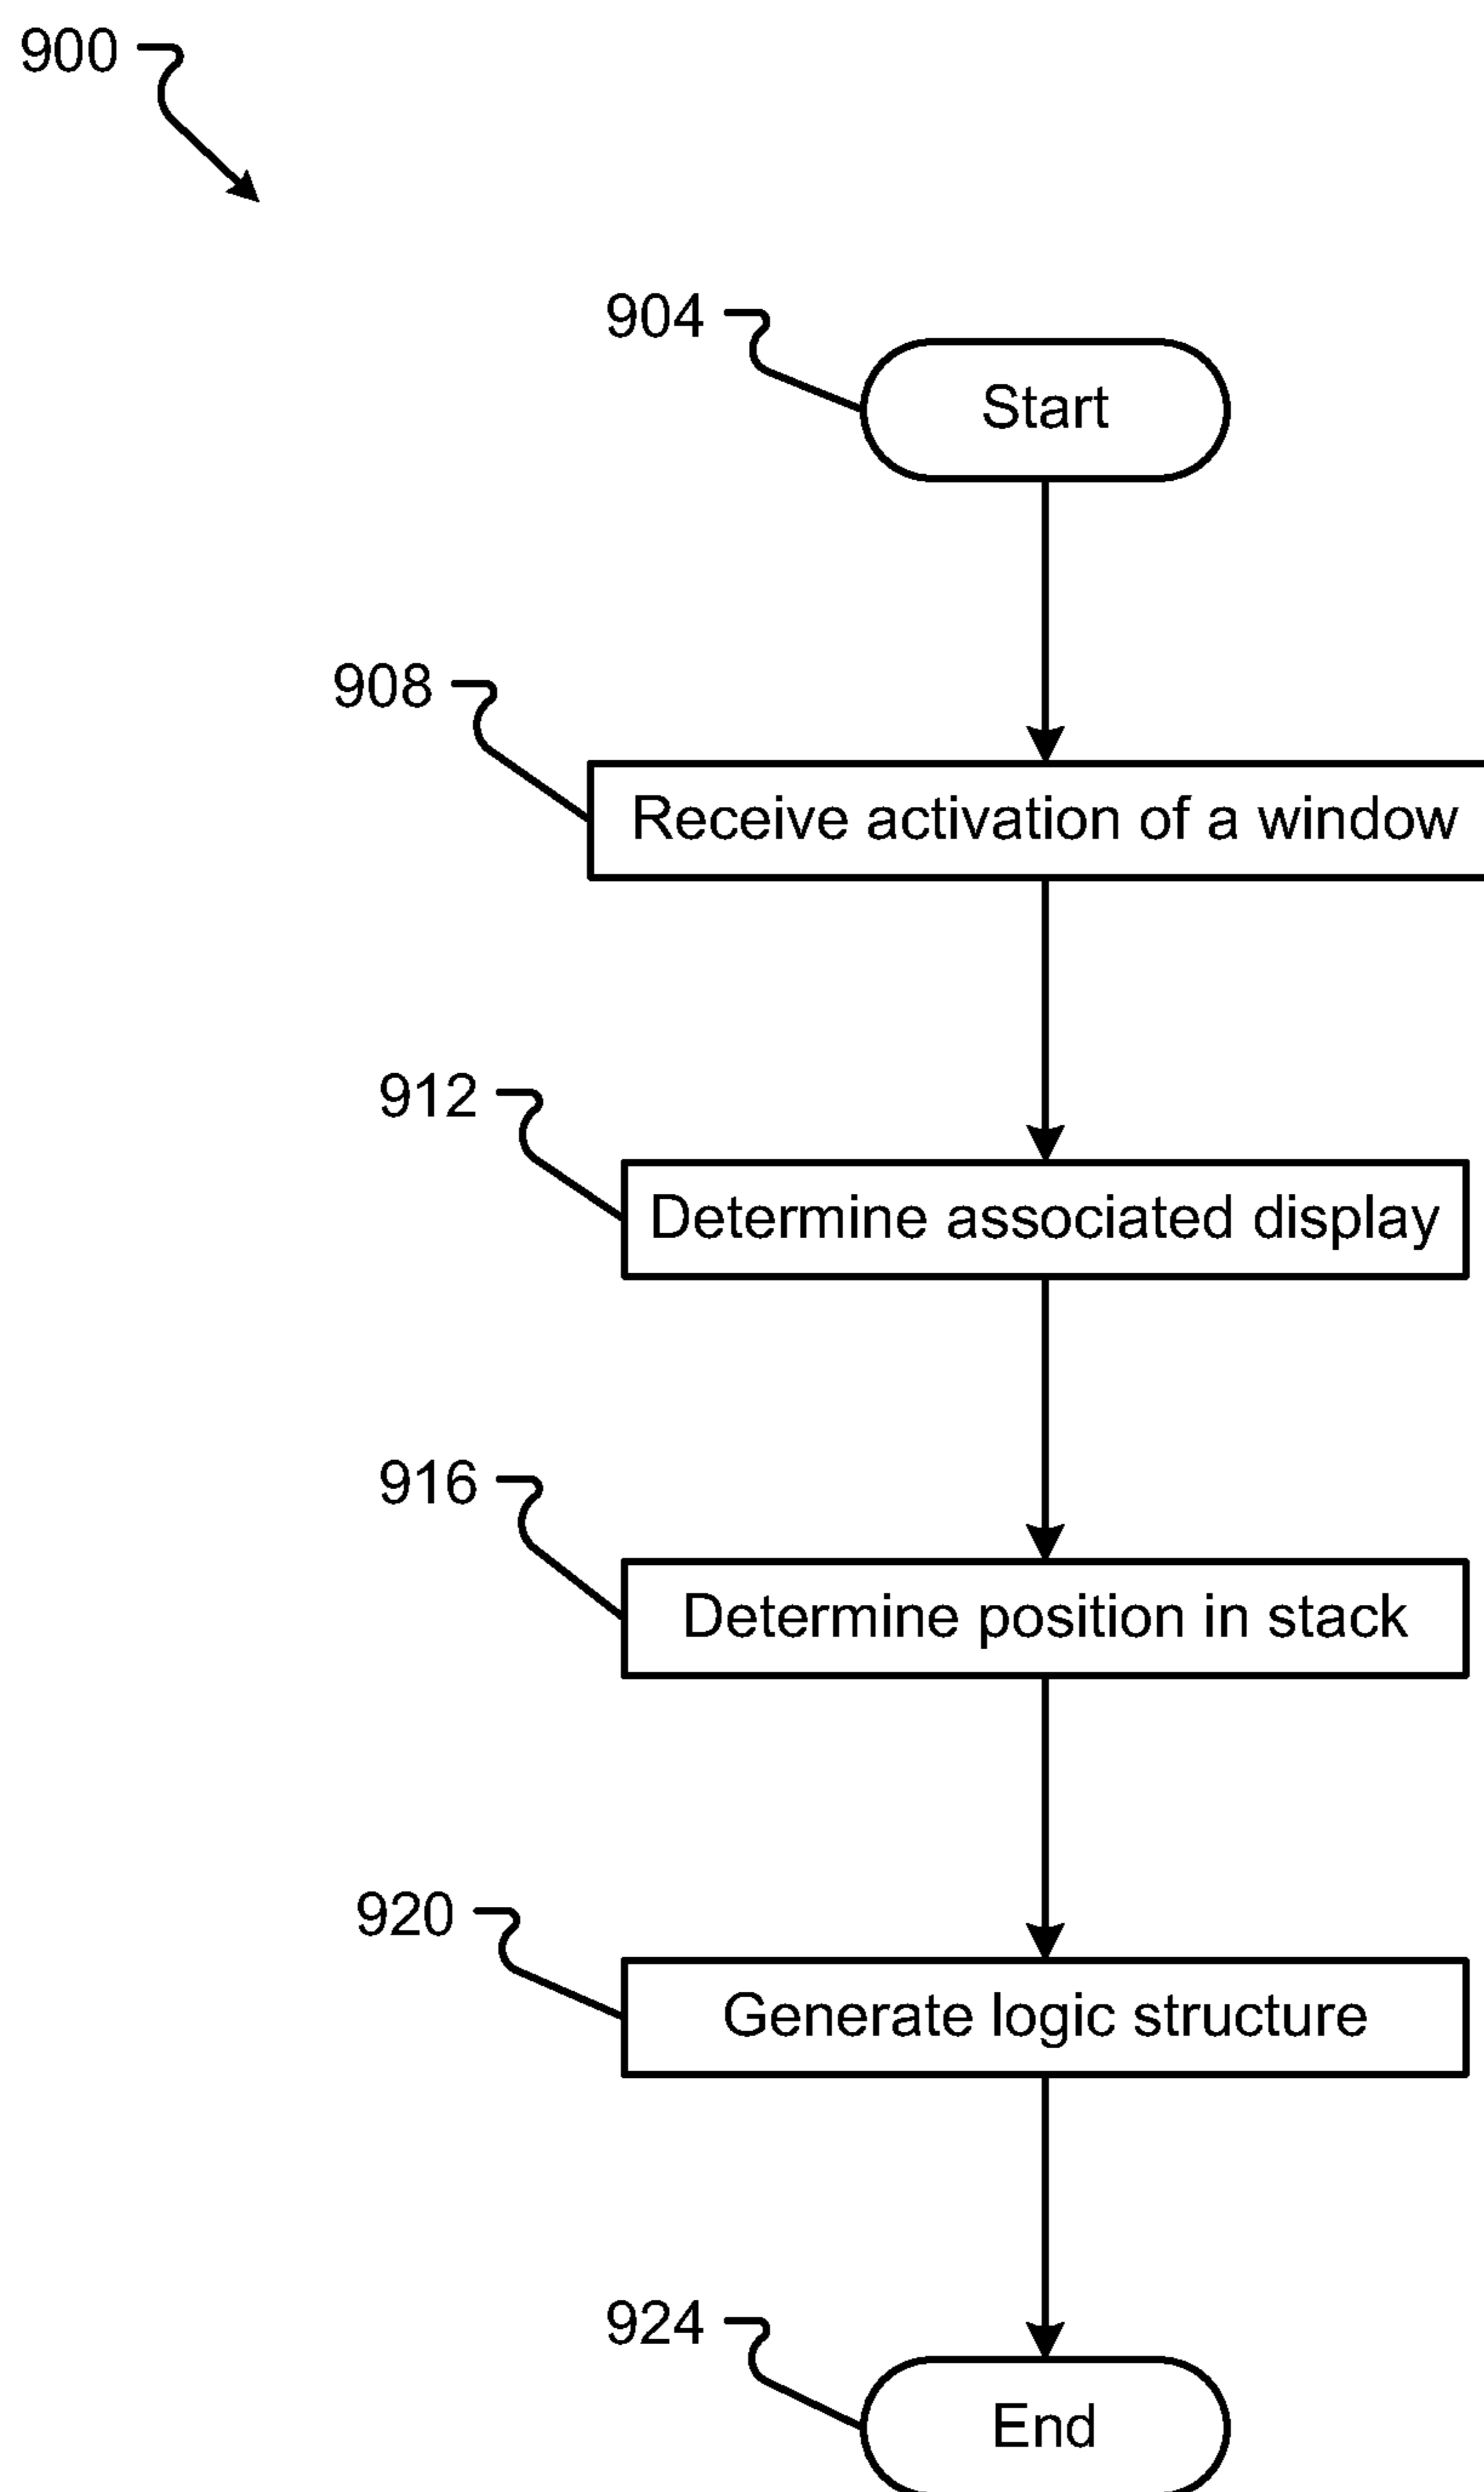 900
904
Start
908
Receive activation of a window
912
Determine associated display
916
Determine position in stack
920
Generate logic structure
924
End